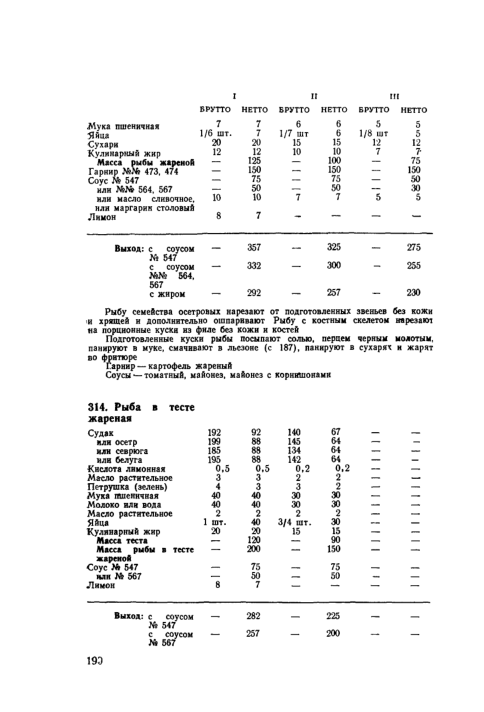 I II III
БРУТТО НЕТТО БРУТТО НЕТТО БРУТТО НЕТТО
Мука пшеничная 7 7 6 6 5 5
Яйца 1/6 шт. 7 1/7 шт 6 1/8 шт 5
Сухари 20 20 15 15 12 12
Кулинарный жир 12 12 10 10 7 7
Масса рыбы жареной — 125 — 100 — 75
Гарнир №№ 473, 474 — 150 — 150 — 150
Соус № 547 — 75 — 75 — 50
или №№ 564, 567 — 50 — 50 — 30
или масло сливочное, 10 10 7 7 5 5
или маргарин столовый
Лимон 8 7 — — — —
Выход: с соусом — 357 — 325 — 275
№ 547
с соусом — 332 — 300 — 255
№№ 564,
567
с жиром — 292 — 257 — 230
Рыбу семейства осетровых нарезают от подготовленных звеньев без кожи
и хрящей и дополнительно ошпаривают Рыбу с костным скелетом нарезают
на порционные куски из филе без кожи и костей
Подготовленные куски рыбы посыпают солью, перцем черным молотым,
панируют в муке, смачивают в льезоне (с 187), панируют в сухарях и жарят
во фритюре
Гарнир — картофель жареный
Соусы — томатный, майонез, майонез с корнишонами
314. Рыба в тесте
жареная
Судак 192 92 140 67 — —
или осетр 199 88 145 64 — —
или севрюга 185 88 134 64 — —
или белуга 195 88 142 64 — —
Кислота лимонная 0,5 0,5 0,2 0,2 — —
Масло растительное 3 3 2 2 — —
Петрушка (зелень) 4 3 3 2 — —
Мука пшеничная 40 40 30 30 — —
Молоко или вода 40 40 30 30 — —
Масло растительное 2 2 2 2 — —
Яйца 1 шт. 40 3/4 шт. 30 — —
Кулинарный жир 20 20 15 15 — —
Масса теста — 120 — 90 — —
Масса рыбы в тесте — 200 — 150 — —
жареной
Соус № 547 — 75 — 75 — —
или № 567 — 50 — 50 — —
Лимон 8 7 — — — —
Выход: с соусом — 282 — 225 — —
№ 547
с соусом — 257 — 200 — —
№ 567
190